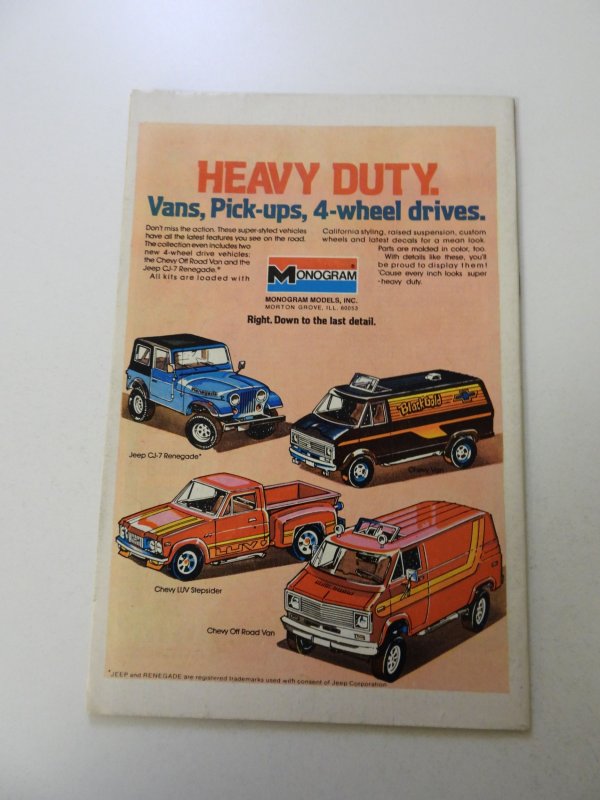 HEAVY DUTY.
Vans, Pick-ups, 4-wheel drives.
Don't miss the action. These super-styled vehicles
have all the latest features you see on the road.
The collection even includes two
new 4-wheel drive vehicles:
the Chevy Off Road Van and the
Jeep CJ-7 Renegade.*
All kits are loaded with
California styling, raised suspension, custom
wheels and latest decals for a mean look.
Parts are molded in color, too.
With details like these, you'll
be proud to display them!
'Cause every inch looks super
-heavy duty.
MONOGRAM
MONOGRAM MODELS, INC.
MORTON GROVE, ILL. 60053
Right. Down to the last detail.
Renegade
Black Gold
Jeep CJ-7 Renegade*
Chevy Van
LUV
Chevy LUV Stepsider
Chevy Off Road Van
*JEEP and RENEGADE are registered trademarks used with consent of Jeep Corporation